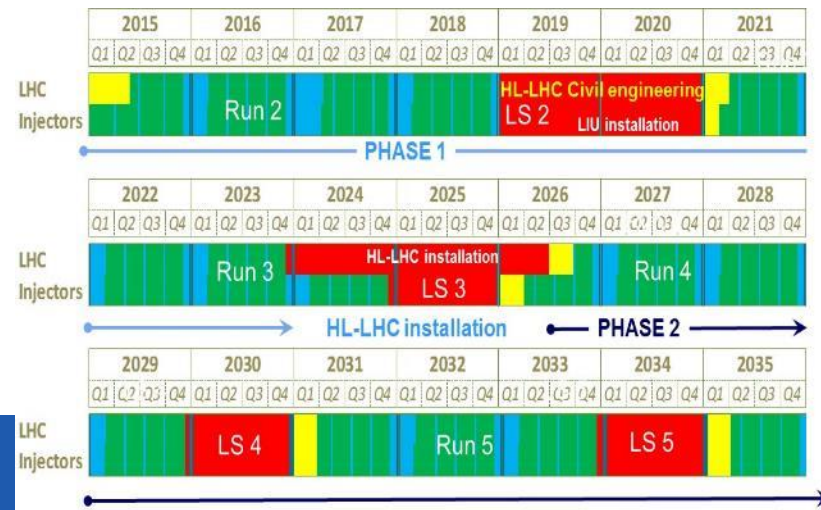 2015 2016 2017 2018 2019 2020 2021
Q1 Q2 Q3 Q4 Q1 Q2 Q3 Q4 Q1 Q2 Q3 Q4 Q1 Q2 Q3 Q4 Q1 Q2 Q3 Q4 Q1 Q2 Q3 Q4 Q1 Q2 Q3 Q4
LHC HL-LHC Civil engineering
Injectors Run 2 LS 2 LIU installation
PHASE 1
2022 2023 2024 2025 2026 2027 2028
Q1 Q2 Q3 Q4 Q1 Q2 Q3 Q4 Q1 Q2 Q3 Q4 Q1 Q2 Q3 Q4 Q1 Q2 Q3 Q4 Q1 Q2 Q3 Q4 Q1 Q2 Q3 Q4
LHC HL-LHC installation
Injectors Run 3 LS 3 Run 4
HL-LHC installation PHASE 2
2029 2030 2031 2032 2033 2034 2035
Q1 Q2 Q3 Q4 Q1 Q2 Q3 Q4 Q1 Q2 Q3 Q4 Q1 Q2 Q3 Q4 Q1 Q2 Q3 Q4 Q1 Q2 Q3 Q4 Q1 Q2 Q3 Q4
LHC
Injectors LS 4 Run 5 LS 5